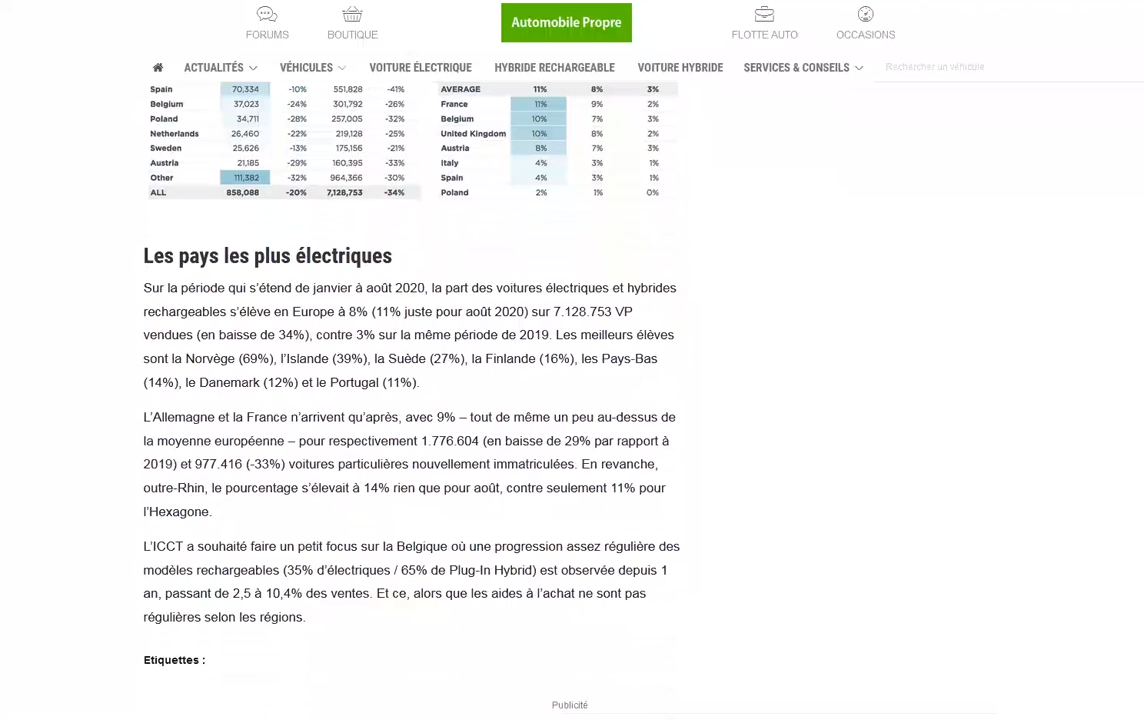 FORUMS
BOUTIQUE
Automobile Propre
FLOTTE AUTO
OCCASIONS
ACTUALITÉS
VÉHICULES
VOITURE ÉLECTRIQUE
HYBRIDE RECHARGEABLE
VOITURE HYBRIDE
SERVICES & CONSEILS
Rechercher un véhicule
Spain 70,334 -10% 551,828 -41% AVERAGE 11% 8% 3%
Belgium 37,023 -24% 301,792 -26% France 11% 9% 2%
Poland 34,711 -28% 257,005 -32% Belgium 10% 7% 3%
Netherlands 26,460 -22% 219,128 -25% United Kingdom 10% 8% 2%
Sweden 25,626 -13% 175,156 -21% Austria 8% 7% 3%
Austria 21,185 -29% 160,395 -33% Italy 4% 3% 1%
Other 111,382 -32% 964,366 -30% Spain 4% 3% 1%
ALL 858,088 -20% 7,128,753 -34% Poland 2% 1% 0%
Les pays les plus électriques
Sur la période qui s’étend de janvier à août 2020, la part des voitures électriques et hybrides
rechargeables s’élève en Europe à 8% (11% juste pour août 2020) sur 7.128.753 VP
vendues (en baisse de 34%), contre 3% sur la même période de 2019. Les meilleurs élèves
sont la Norvège (69%), l’Islande (39%), la Suède (27%), la Finlande (16%), les Pays-Bas
(14%), le Danemark (12%) et le Portugal (11%).
L’Allemagne et la France n’arrivent qu’après, avec 9% – tout de même un peu au-dessus de
la moyenne européenne – pour respectivement 1.776.604 (en baisse de 29% par rapport à
2019) et 977.416 (-33%) voitures particulières nouvellement immatriculées. En revanche,
outre-Rhin, le pourcentage s’élevait à 14% rien que pour août, contre seulement 11% pour
l’Hexagone.
L’ICCT a souhaité faire un petit focus sur la Belgique où une progression assez régulière des
modèles rechargeables (35% d’électriques / 65% de Plug-In Hybrid) est observée depuis 1
an, passant de 2,5 à 10,4% des ventes. Et ce, alors que les aides à l’achat ne sont pas
régulières selon les régions.
Etiquettes :
Publicité